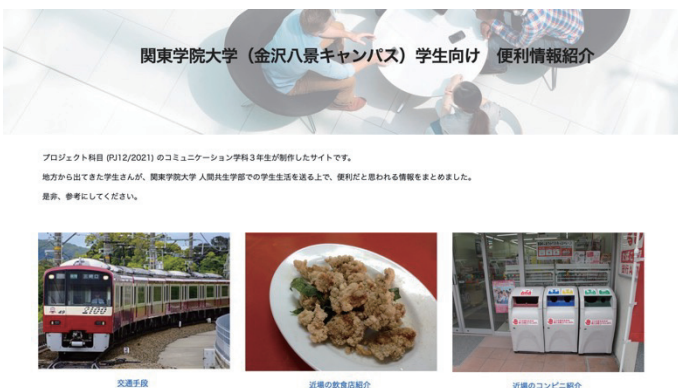 関東学院大学（金沢八景キャンパス）学生向け　便利情報紹介
プロジェクト科目 (PJ12/2021) のコミュニケーション学科３年生が制作したサイトです。
地方から出てきた学生さんが、関東学院大学 人間共生学部での学生生活を送る上で、便利だと思われる情報をまとめました。
是非、参考にしてください。
2100
交通手段
近場の飲食店紹介
近場のコンビニ紹介